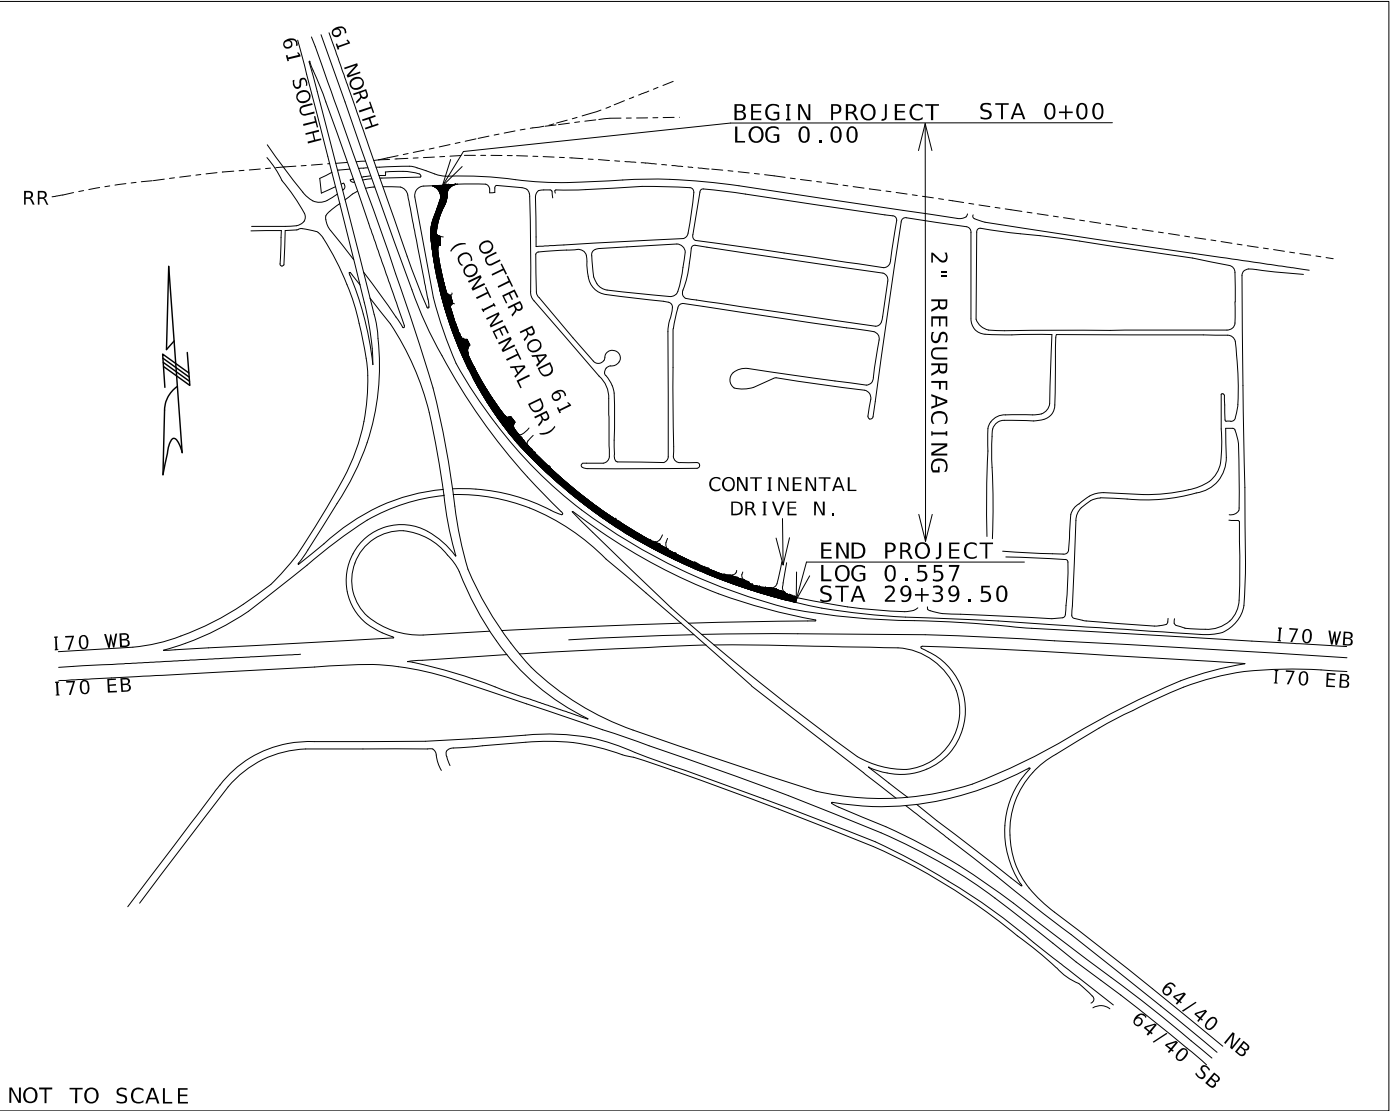 61 SOUTH
61 NORTH
BEGIN PROJECT STA 0+00
LOG 0.00
RR
OUTTER ROAD 61
(CONTINENTAL DR)
2" RESURFACING
N
CONTINENTAL
DRIVE N.
END PROJECT
LOG 0.557
STA 29+39.50
I70 WB
I70 EB
I70 WB
I70 EB
64/40 NB
64/40 SB
NOT TO SCALE